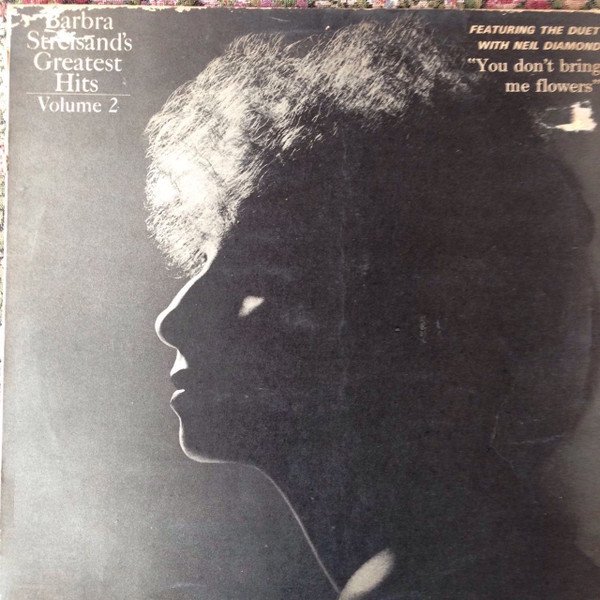 Barbra
Streisand's
Greatest
Hits
Volume 2
FEATURING THE DUET
WITH NEIL DIAMOND
"You don't bring
me flowers"